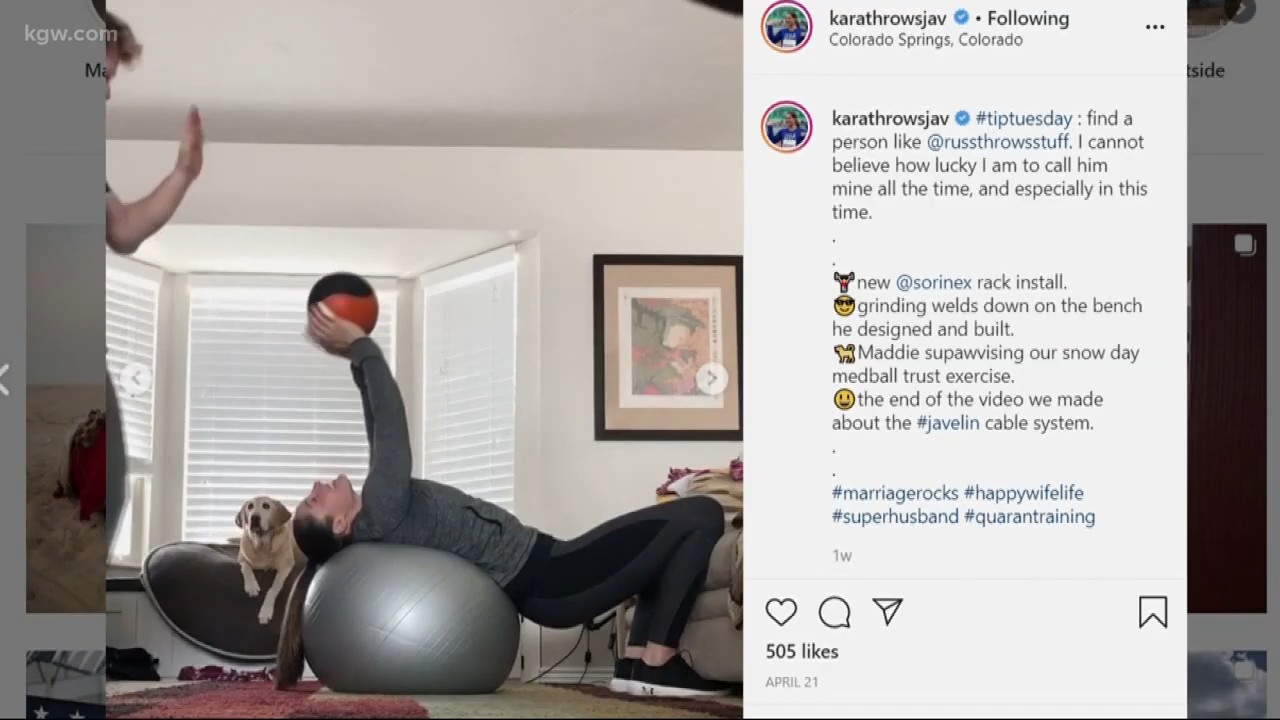 kgw.com
Ma
karathrowsjav • Following
Colorado Springs, Colorado
tside
karathrowsjav #tiptuesday : find a
person like @russthrowsstuff. I cannot
believe how lucky I am to call him
mine all the time, and especially in this
time.
.
.
🏋new @sorinex rack install.
😎grinding welds down on the bench
he designed and built.
🐕Maddie supawvising our snow day
medball trust exercise.
😃the end of the video we made
about the #javelin cable system.
.
.
#marriagerocks #happywifelife
#superhusband #quarantraining
1w
505 likes
APRIL 21